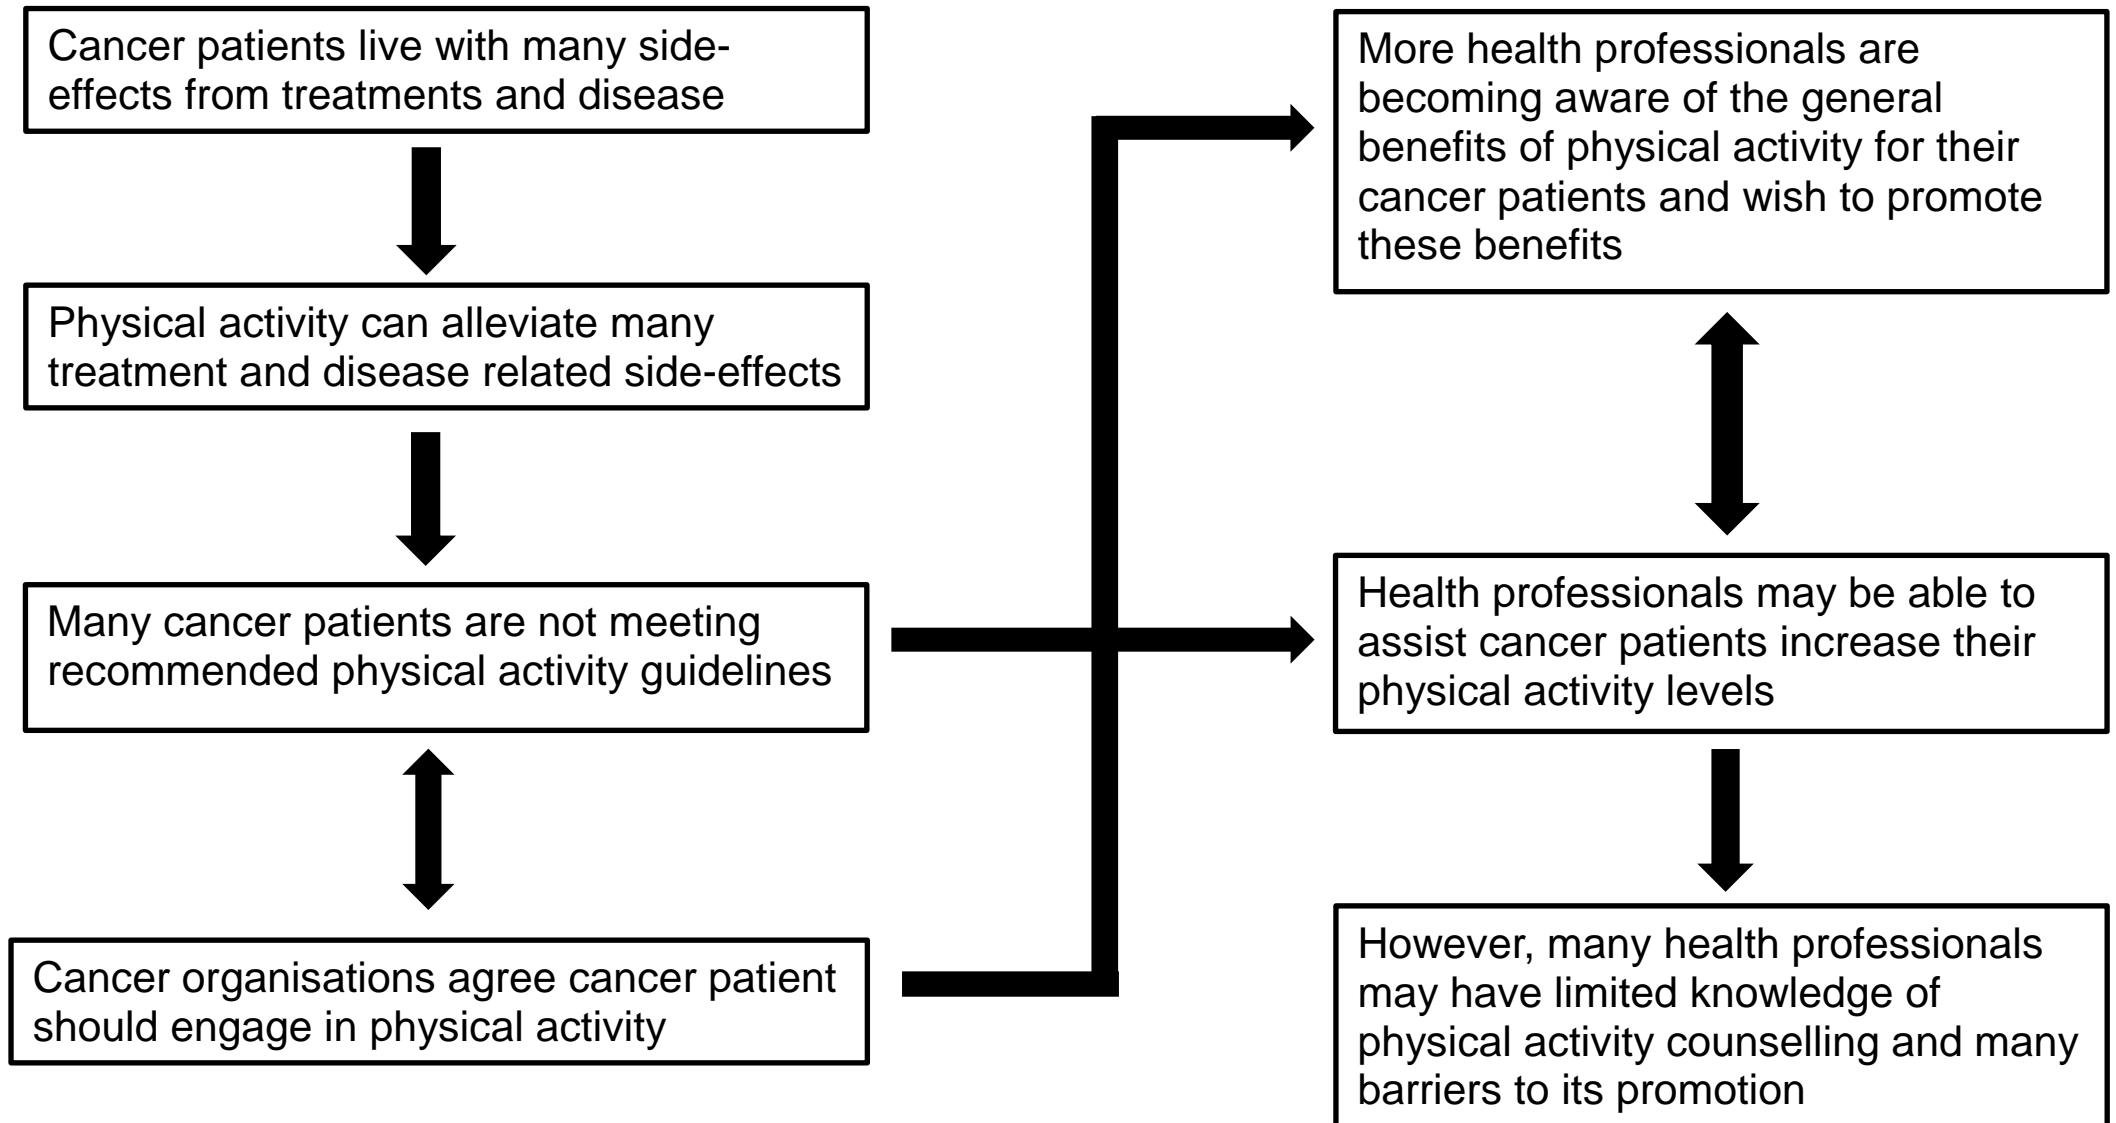 Cancer patients live with many side-
effects from treatments and disease
Physical activity can alleviate many
treatment and disease related side-effects
Many cancer patients are not meeting
recommended physical activity guidelines
Cancer organisations agree cancer patient
should engage in physical activity
More health professionals are
becoming aware of the general
benefits of physical activity for their
cancer patients and wish to promote
these benefits
Health professionals may be able to
assist cancer patients increase their
physical activity levels
However, many health professionals
may have limited knowledge of
physical activity counselling and many
barriers to its promotion